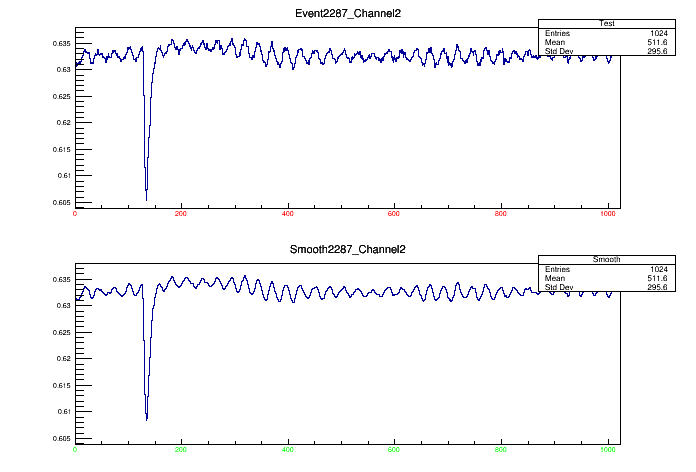 Event2287_Channel2
Test
Entries 1024
Mean 511.6
Std Dev 295.6
0.635
0.63
0.625
0.62
0.615
0.61
0.605
0 200 400 600 800 1000
Smooth2287_Channel2
Smooth
Entries 1024
Mean 511.6
Std Dev 295.6
0.635
0.63
0.625
0.62
0.615
0.61
0.605
0 200 400 600 800 1000